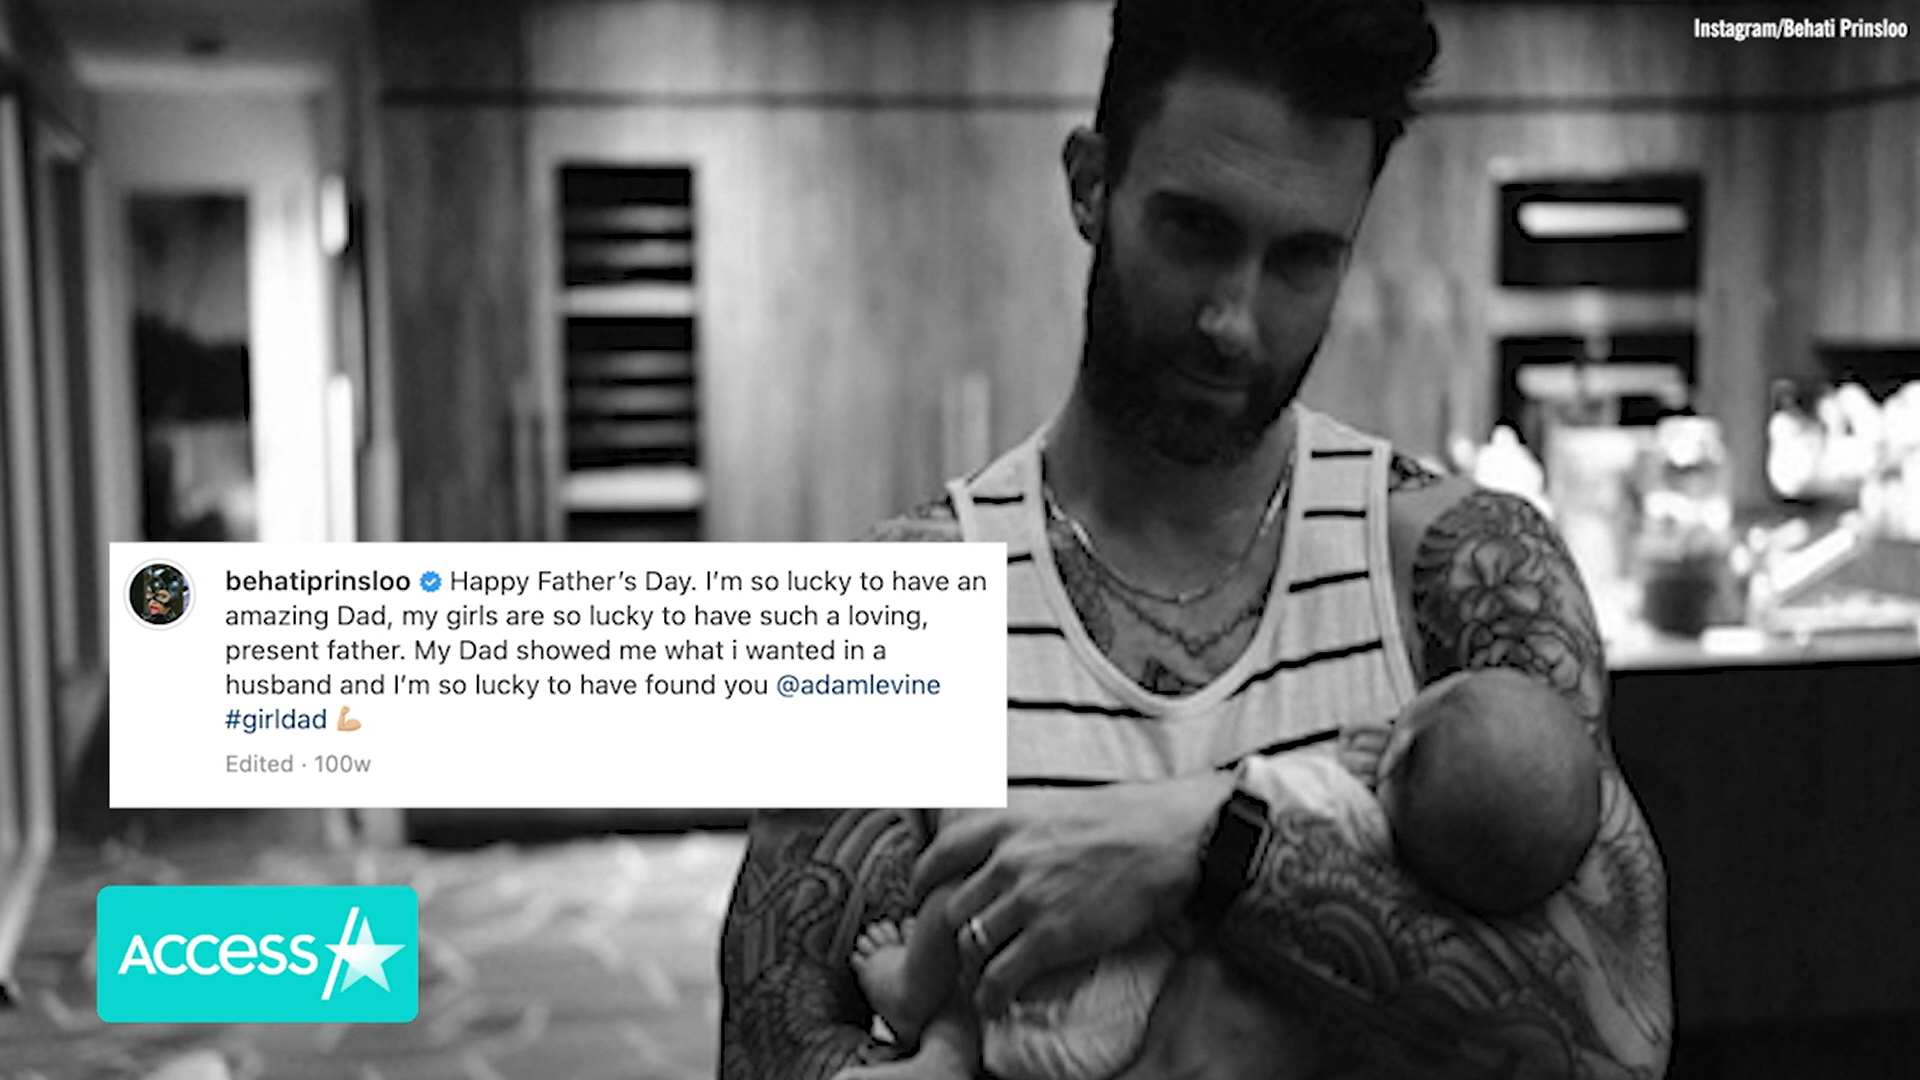 Instagram/Behati Prinsloo
behatiprinsloo Happy Father’s Day. I’m so lucky to have an
amazing Dad, my girls are so lucky to have such a loving,
present father. My Dad showed me what i wanted in a
husband and I’m so lucky to have found you @adamlevine
#girldad 💪🏼
Edited · 100w
ACCESS